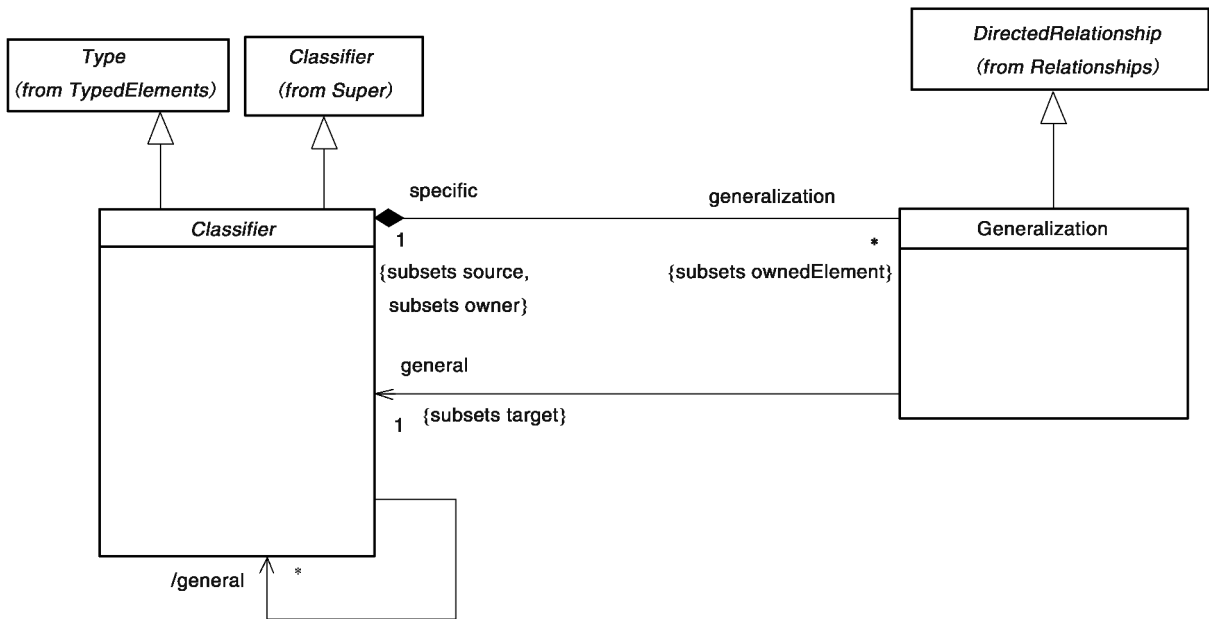 Type
(from TypedElements)
Classifier
(from Super)
DirectedRelationship
(from Relationships)
specific
generalization
Classifier
Generalization
1
*
{subsets source,
subsets owner}
{subsets ownedElement}
general
1
{subsets target}
/general
*